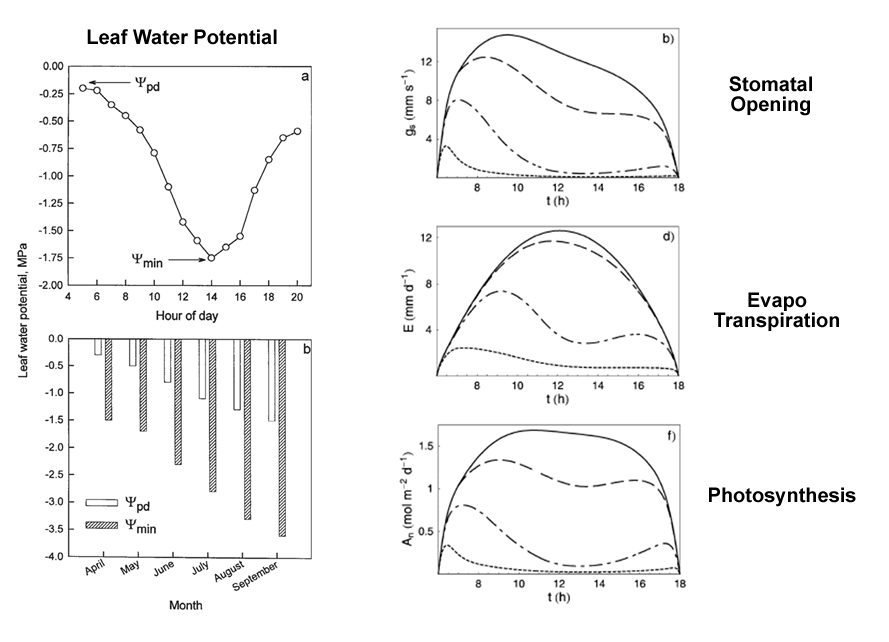 Leaf Water Potential
Leaf water potential, MPa
0.00
-0.25
-0.50
-0.75
-1.00
-1.25
-1.50
-1.75
-2.00
a
Ψpd
Ψmin
4 6 8 10 12 14 16 18 20
Hour of day
0.0
-0.5
-1.0
-1.5
-2.0
-2.5
-3.0
-3.5
-4.0
b
Ψpd
Ψmin
April May June July August September
Month
b)
gs (mm s⁻¹)
12
8
4
8 10 12 14 16 18
t (h)
Stomatal
Opening
d)
E (mm d⁻¹)
12
8
4
8 10 12 14 16 18
t (h)
Evapo
Transpiration
f)
An (mol m⁻² d⁻¹)
1.5
1
0.5
8 10 12 14 16 18
t (h)
Photosynthesis